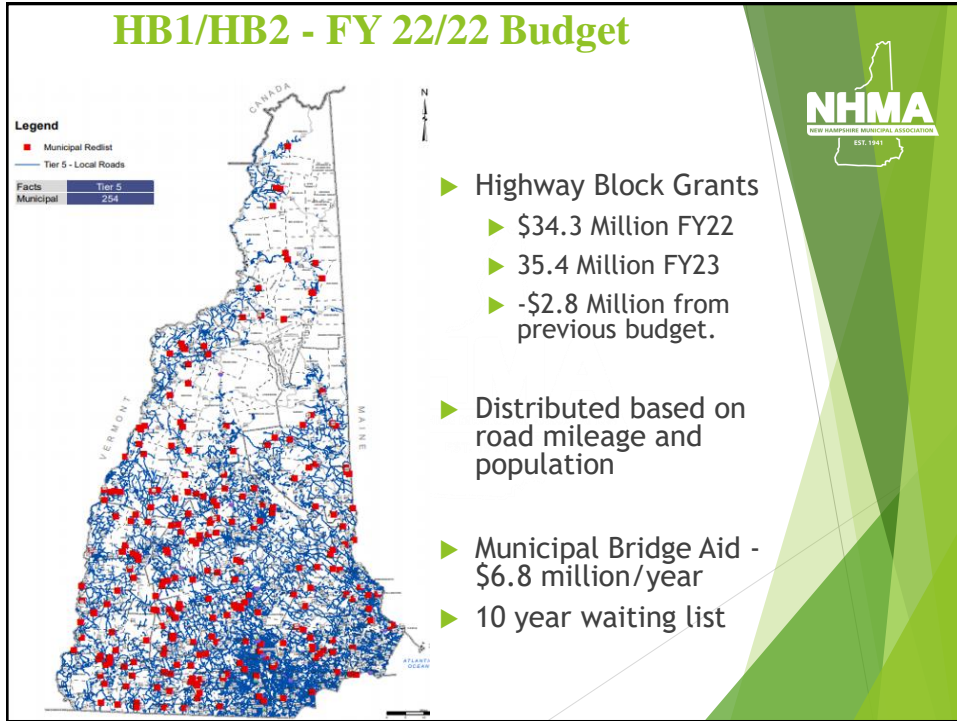 HB1/HB2 - FY 22/22 Budget
NHMA
NEW HAMPSHIRE MUNICIPAL ASSOCIATION
EST. 1941
CANADA
N
Legend
Municipal Redlist
Tier 5 - Local Roads
Facts Tier 5
Municipal 254
VERMONT
MAINE
ATLANTIC
OCEAN
Highway Block Grants
$34.3 Million FY22
35.4 Million FY23
-$2.8 Million from
previous budget.
Distributed based on
road mileage and
population
Municipal Bridge Aid -
$6.8 million/year
10 year waiting list